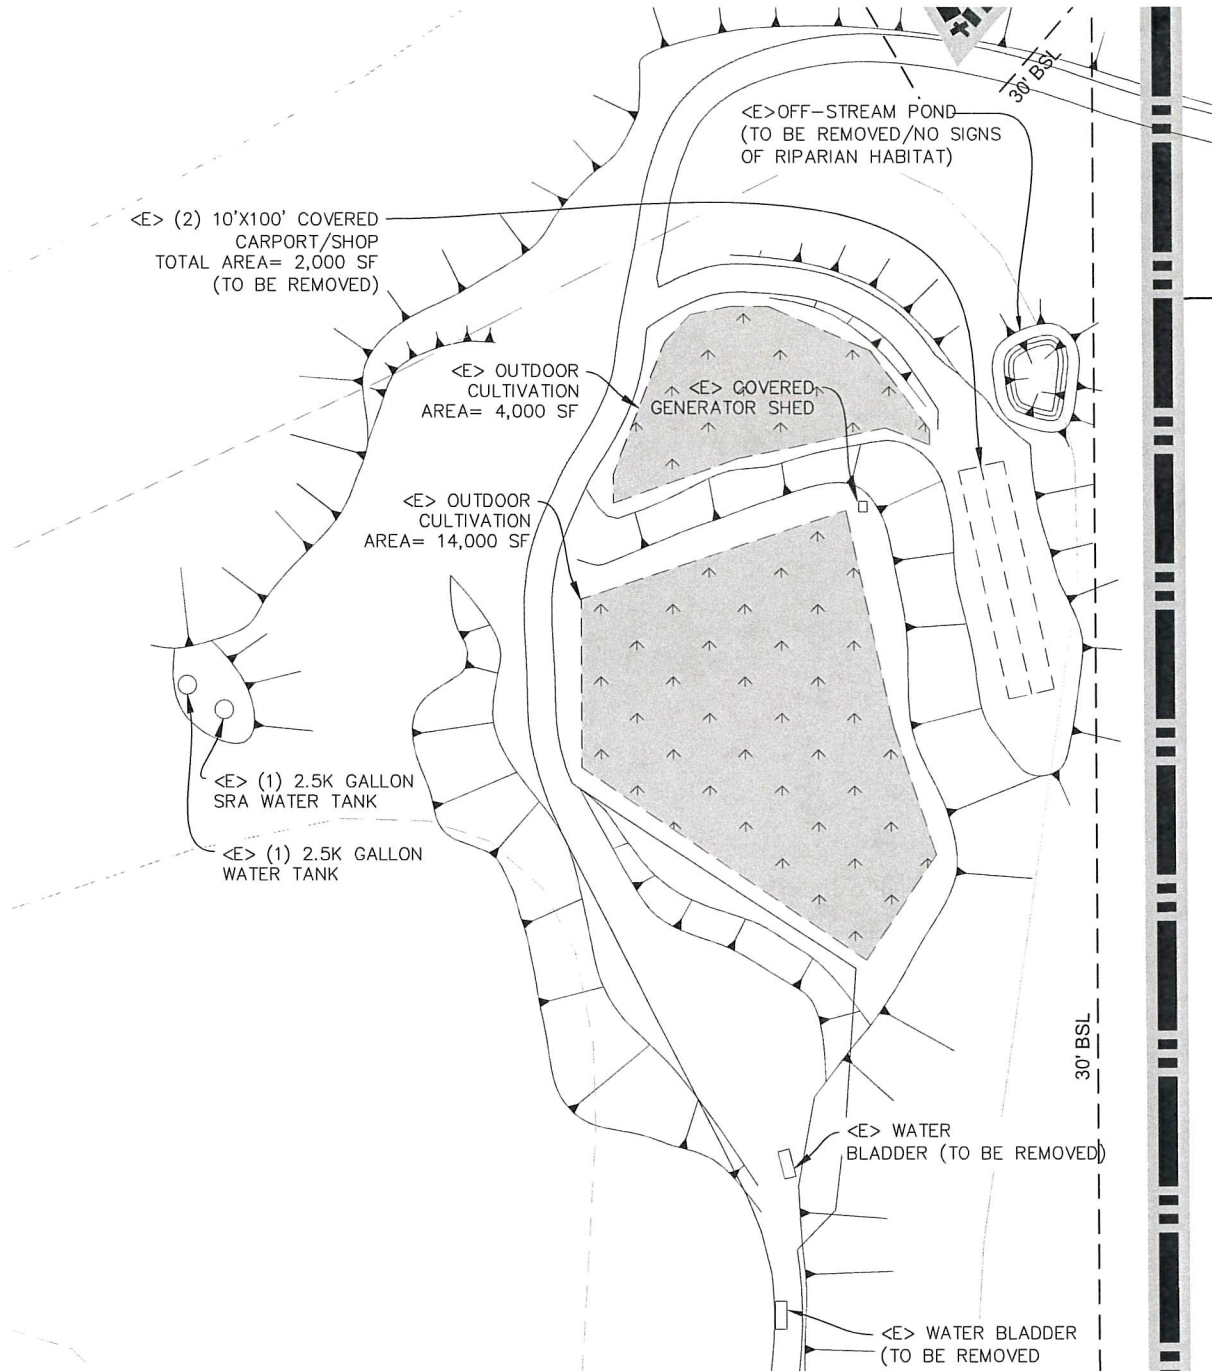 30' BSL
<E>OFF-STREAM POND
(TO BE REMOVED/NO SIGNS
OF RIPARIAN HABITAT)
<E> (2) 10'X100' COVERED
CARPORT/SHOP
TOTAL AREA= 2,000 SF
(TO BE REMOVED)
<E> OUTDOOR
CULTIVATION
AREA= 4,000 SF
<E> COVERED
GENERATOR SHED
<E> OUTDOOR
CULTIVATION
AREA= 14,000 SF
<E> (1) 2.5K GALLON
SRA WATER TANK
<E> (1) 2.5K GALLON
WATER TANK
30' BSL
<E> WATER
BLADDER (TO BE REMOVED)
<E> WATER BLADDER
(TO BE REMOVED